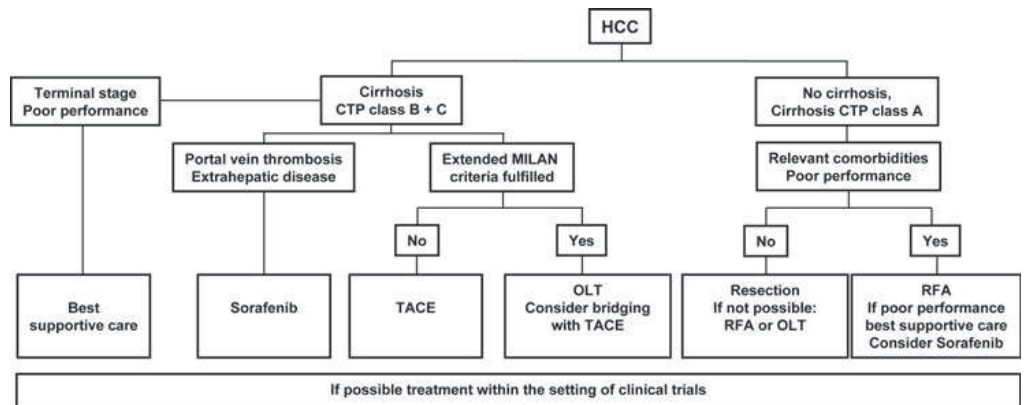 HCC
Terminal stage
Poor performance
Cirrhosis
CTP class B + C
No cirrhosis,
Cirrhosis CTP class A
Portal vein thrombosis
Extrahepatic disease
Extended MILAN
criteria fulfilled
Relevant comorbidities
Poor performance
No
Yes
No
Yes
Best
supportive care
Sorafenib
TACE
OLT
Consider bridging
with TACE
Resection
If not possible:
RFA or OLT
RFA
If poor performance
best supportive care
Consider Sorafenib
If possible treatment within the setting of clinical trials